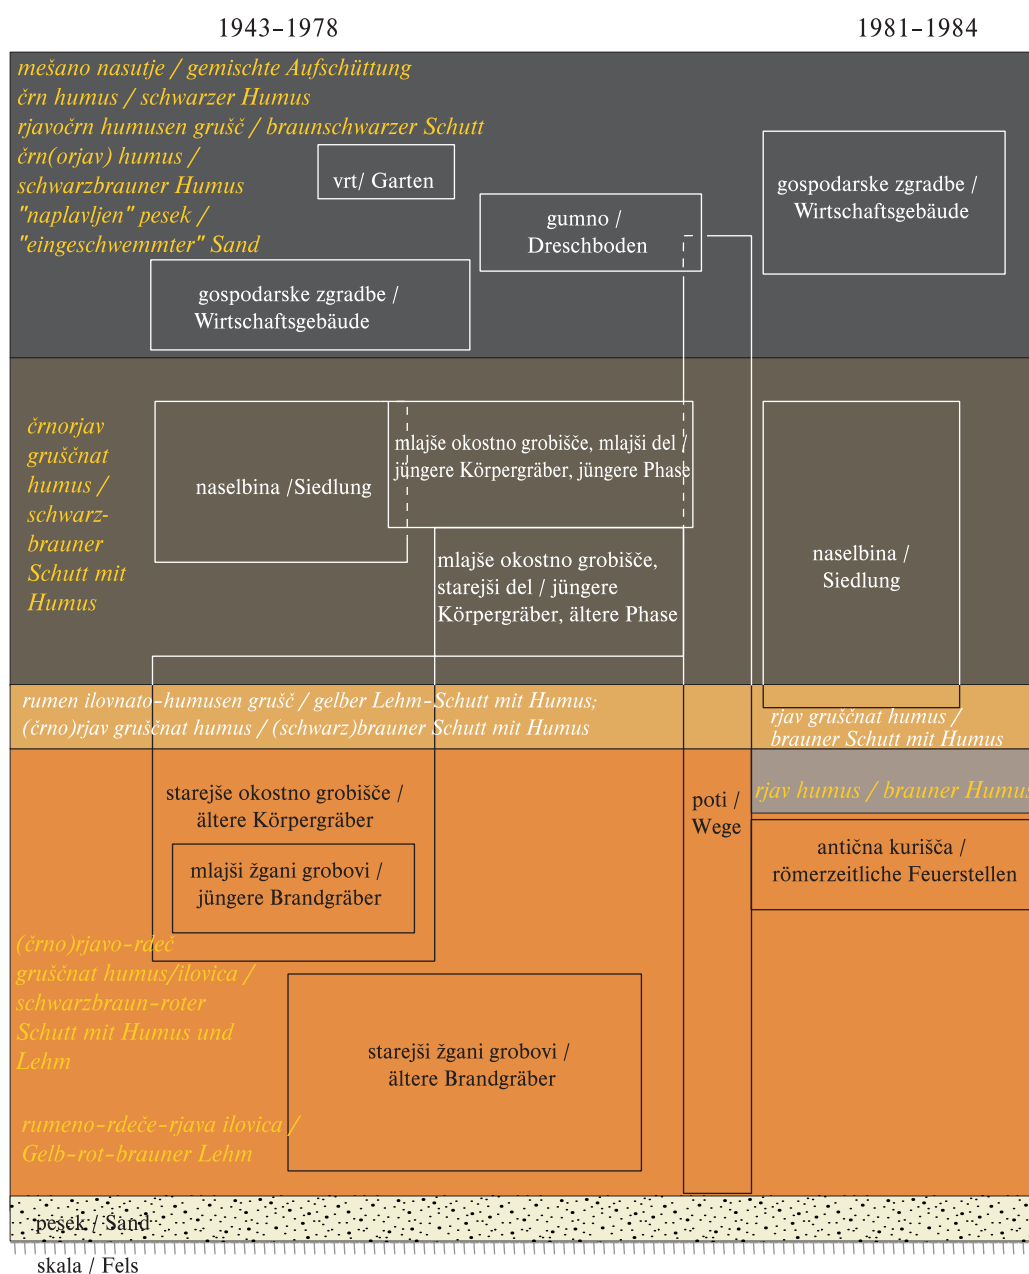 1943–1978
1981–1984
mešano nasutje / gemischte Aufschüttung
črn humus / schwarzer Humus
rjavočrn humusen grušč / braunschwarzer Schutt
črn(orjav) humus /
schwarzbrauner Humus
"naplavljen" pesek /
"eingeschwemmter" Sand
vrt/ Garten
gumno /
Dreschboden
gospodarske zgradbe /
Wirtschaftsgebäude
gospodarske zgradbe /
Wirtschaftsgebäude
črnorjav
gruščnat
humus /
schwarz-
brauner
Schutt mit
Humus
naselbina /Siedlung
mlajše okostno grobišče, mlajši del /
jüngere Körpergräber, jüngere Phase
mlajše okostno grobišče,
starejši del / jüngere
Körpergräber, ältere Phase
naselbina /
Siedlung
rumen ilovnato-humusen grušč / gelber Lehm-Schutt mit Humus;
(črno)rjav gruščnat humus / (schwarz)brauner Schutt mit Humus
rjav gruščnat humus /
brauner Schutt mit Humus
starejše okostno grobišče /
ältere Körpergräber
mlajši žgani grobovi /
jüngere Brandgräber
poti /
Wege
rjav humus / brauner Humus
antična kurišča /
römerzeitliche Feuerstellen
(črno)rjavo-rdeč
gruščnat humus/ilovica /
schwarzbraun-roter
Schutt mit Humus und
Lehm
starejši žgani grobovi /
ältere Brandgräber
rumeno-rdeče-rjava ilovica /
Gelb-rot-brauner Lehm
pesek / Sand
skala / Fels